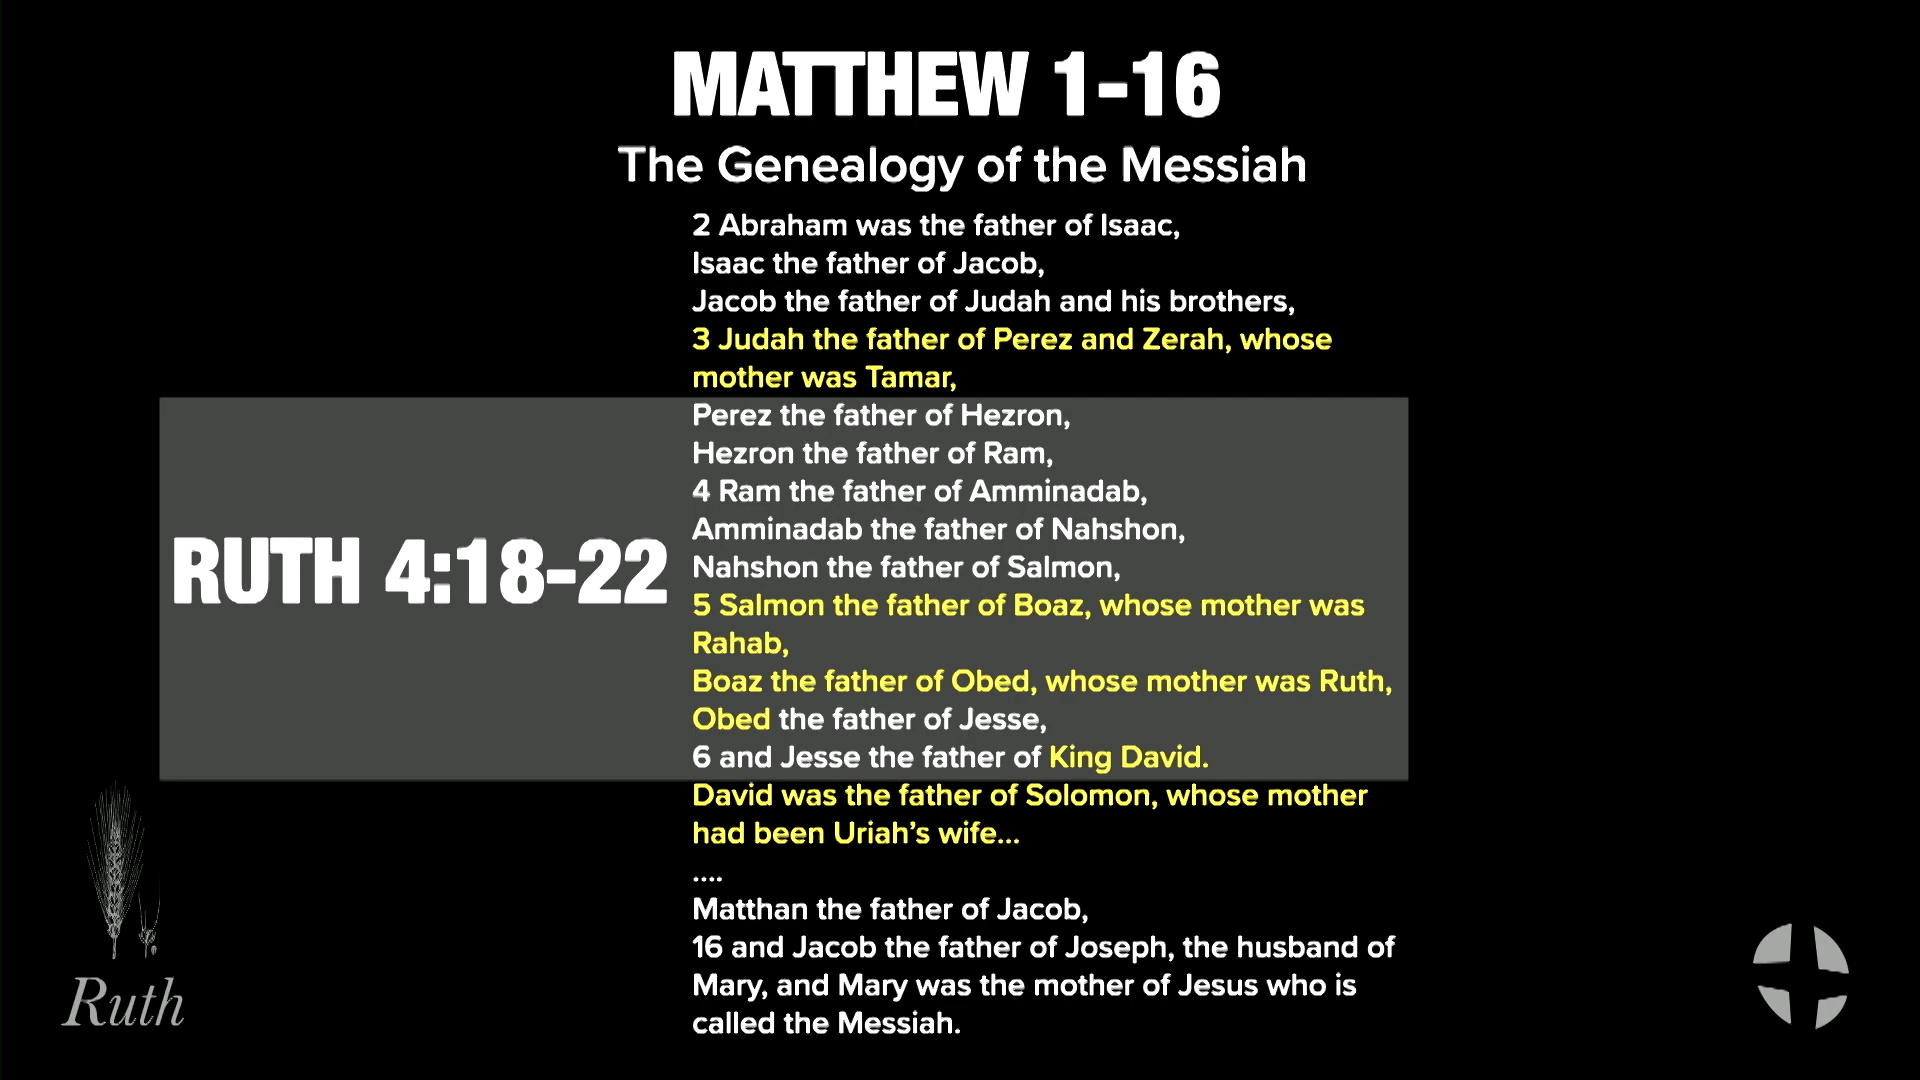 MATTHEW 1-16
The Genealogy of the Messiah
2 Abraham was the father of Isaac,
Isaac the father of Jacob,
Jacob the father of Judah and his brothers,
3 Judah the father of Perez and Zerah, whose
mother was Tamar,
Perez the father of Hezron,
Hezron the father of Ram,
4 Ram the father of Amminadab,
Amminadab the father of Nahshon,
RUTH 4:18-22
Nahshon the father of Salmon,
5 Salmon the father of Boaz, whose mother was
Rahab,
Boaz the father of Obed, whose mother was Ruth,
Obed the father of Jesse,
6 and Jesse the father of King David.
David was the father of Solomon, whose mother
had been Uriah’s wife...
....
Matthan the father of Jacob,
16 and Jacob the father of Joseph, the husband of
Mary, and Mary was the mother of Jesus who is
called the Messiah.
Ruth